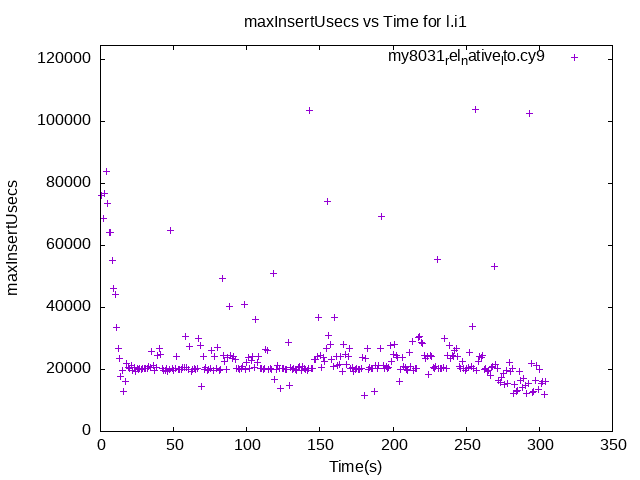 maxInsertUsecs vs Time for l.i1
my8031relnativelto.cy9
120000
100000
80000
60000
40000
20000
0
maxInsertUsecs
0 50 100 150 200 250 300 350
Time(s)